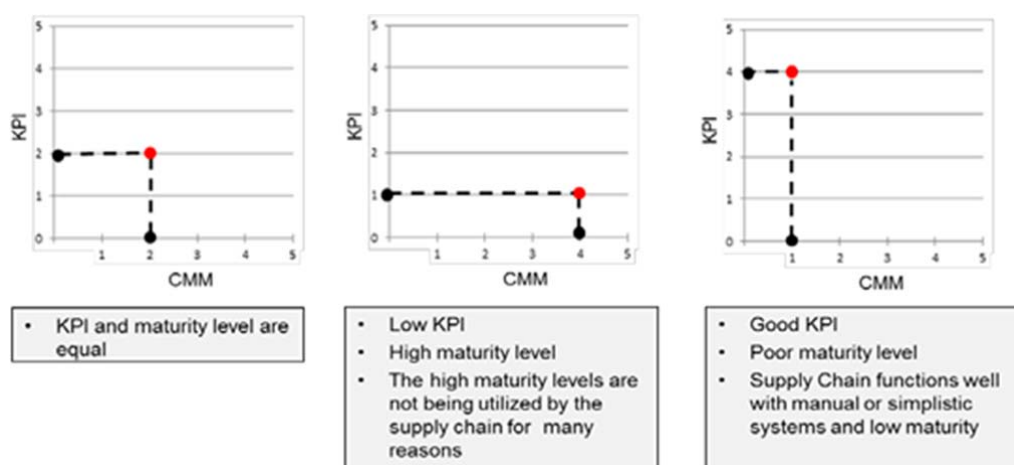 5
4
3
2
1
0
KPI
1
2
3
4
5
CMM
5
4
3
2
1
0
KPI
1
2
3
4
5
CMM
5
4
3
2
1
0
KPI
1
2
3
4
5
CMM
• KPI and maturity level are
equal
• Low KPI
• High maturity level
• The high maturity levels are
not being utilized by the
supply chain for many
reasons
• Good KPI
• Poor maturity level
• Supply Chain functions well
with manual or simplistic
systems and low maturity